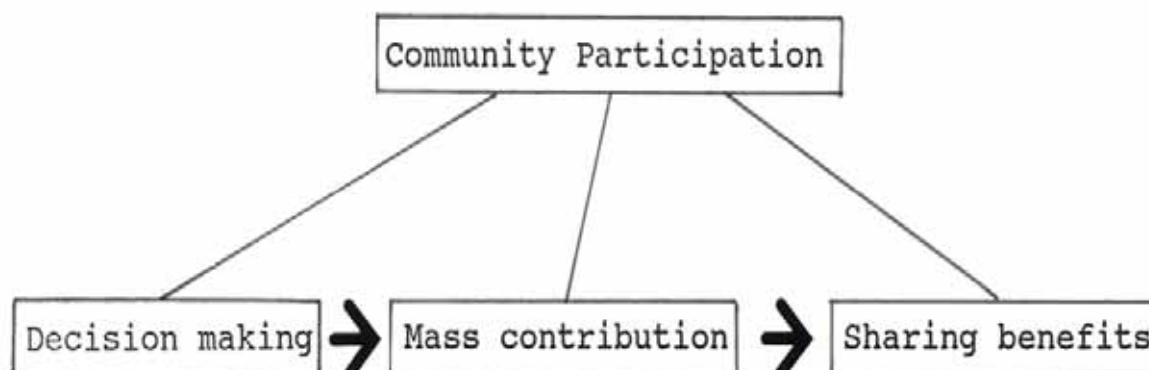 Community Participation
Decision making
Mass contribution
Sharing benefits